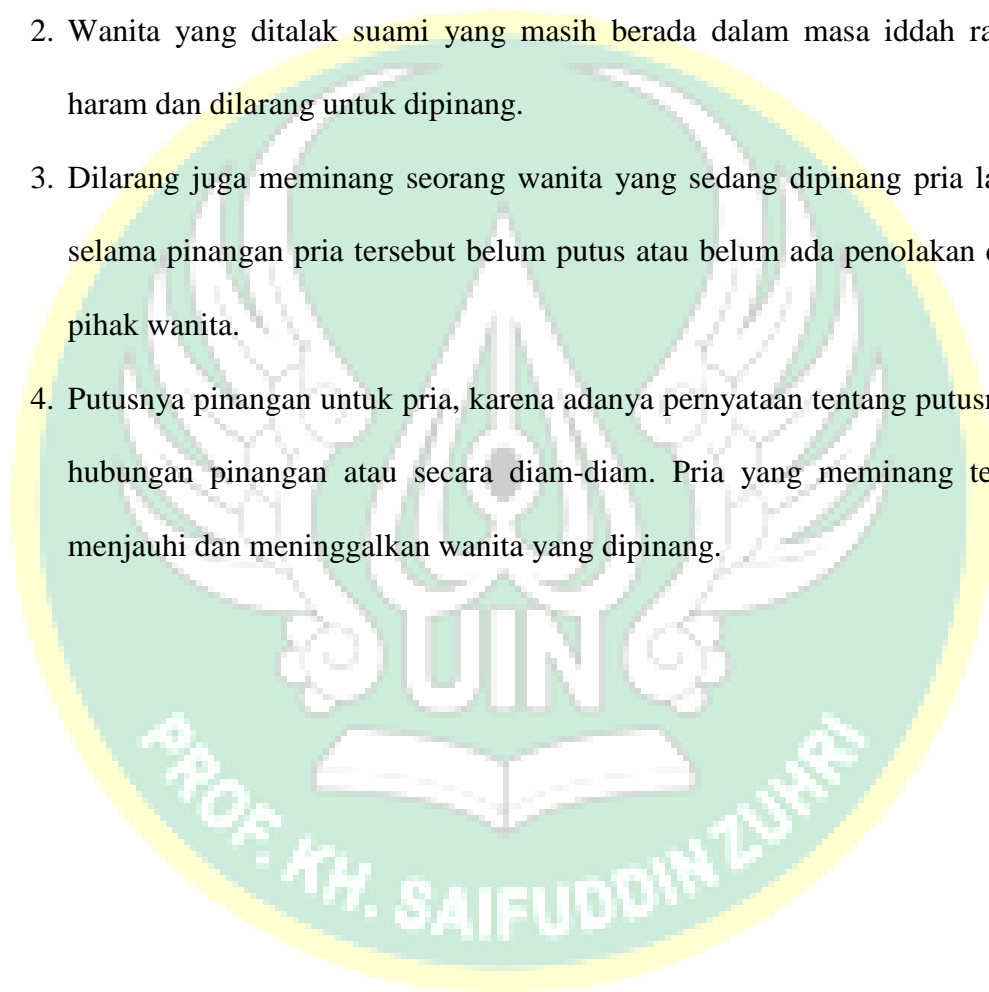 2. Wanita yang ditalak suami yang masih berada dalam masa iddah
haram dan dilarang untuk dipinang.
3. Dilarang juga meminang seorang wanita yang sedang dipinang pria
selama pinangan pria tersebut belum putus atau belum ada penolakan
pihak wanita.
4. Putusnya pinangan untuk pria, karena adanya pernyataan tentang
hubungan pinangan atau secara diam-diam. Pria yang meminang
menjauhi dan meninggalkan wanita yang dipinang.
UIN
PROF. KH. SAIFUDDIN ZUHRI